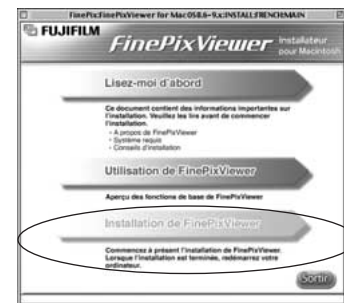 FinePix:FinePixViewer for MacOS8.6-9.x:INSTALL:FRENCH:MAIN
FUJIFILM
FinePixViewer
Installateur
pour Macintosh
Lisez-moi d'abord
Ce document contient des informations importantes sur
l'installation. Veuillez les lire avant de commencer
l'installation.
- A propos de FinePixViewer
- Système requis
- Conseils d'installation
Utilisation de FinePixViewer
Aperçu des fonctions de base de FinePixViewer
Installation de FinePixViewer
Commencez à présent l'installation de FinePixViewer.
Lorsque l'installation est terminée, redémarrez votre
ordinateur.
Sortir